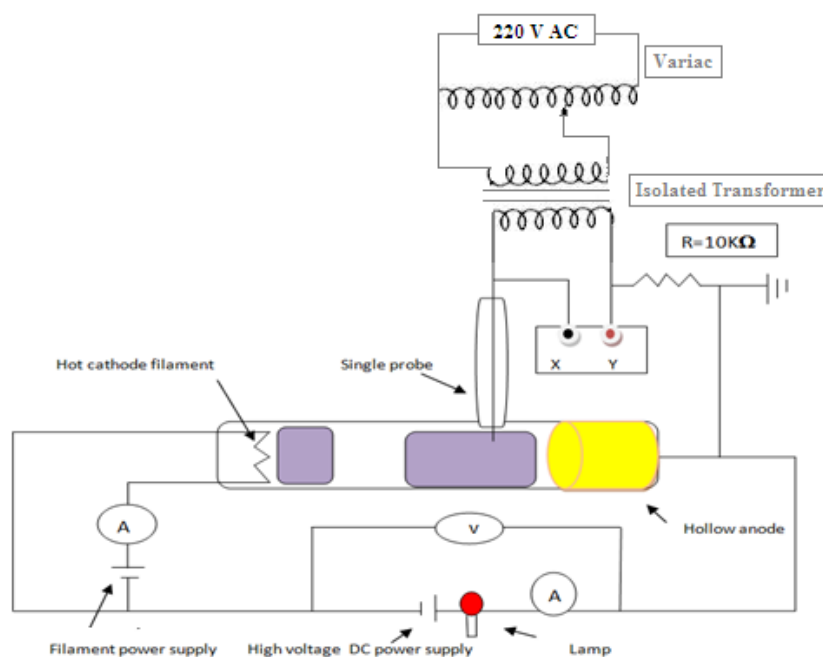 220 V AC
Variac
Isolated Transformer
R=10KΩ
X Y
Hot cathode filament
Single probe
A
V
Hollow anode
A
Filament power supply
High voltage DC power supply
Lamp